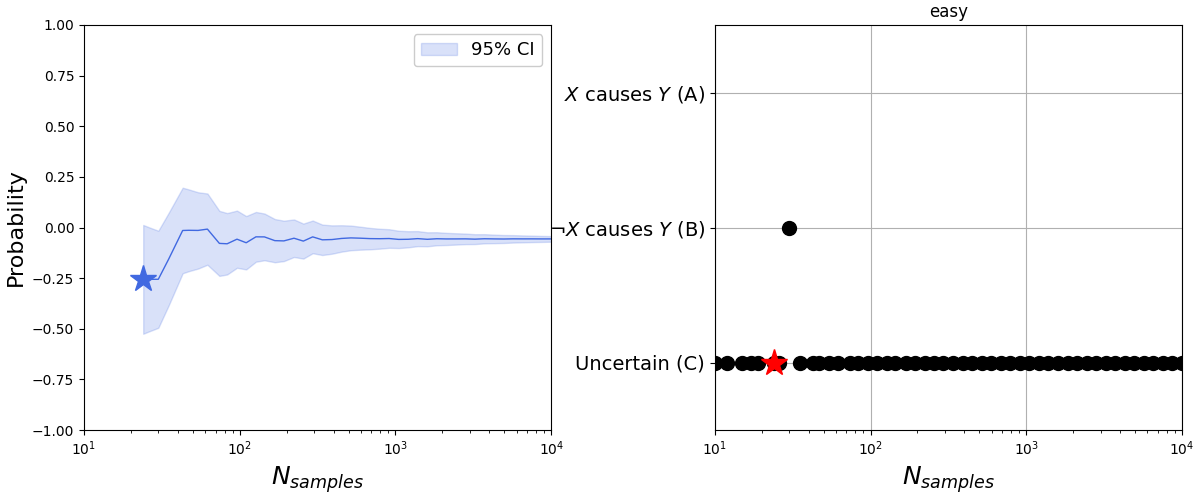 easy
1.00
0.75
0.50
0.25
0.00
−0.25
−0.50
−0.75
−1.00
Probability
95% CI
10¹ 10² 10³ 10⁴
N_samples
X causes Y (A)
¬X causes Y (B)
Uncertain (C)
10¹ 10² 10³ 10⁴
N_samples